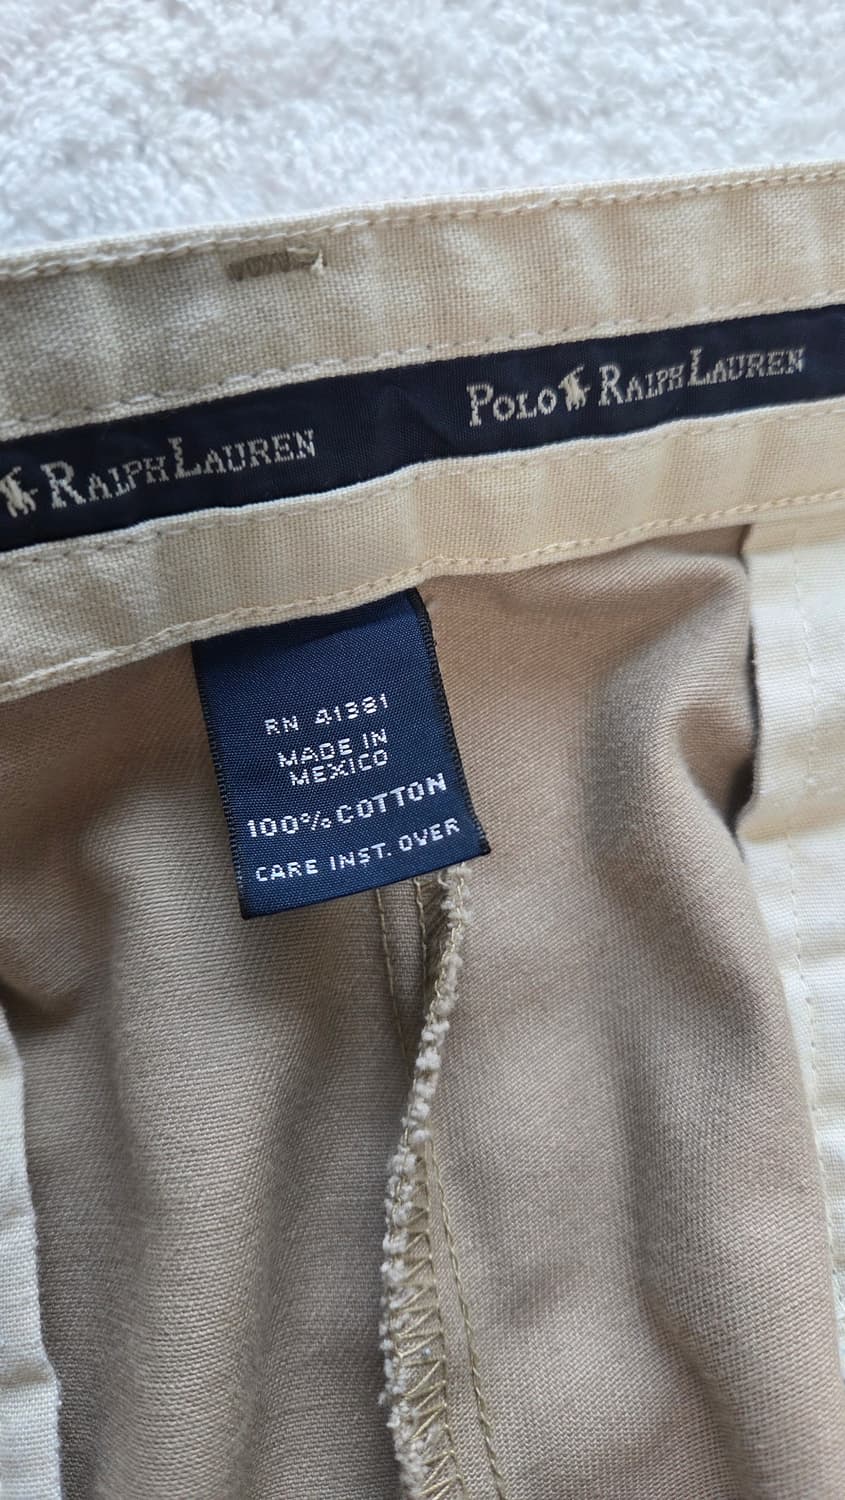 RALPH LAUREN
POLO RALPH LAUREN
RN 41381
MADE IN
MEXICO
100% COTTON
CARE INST. OVER